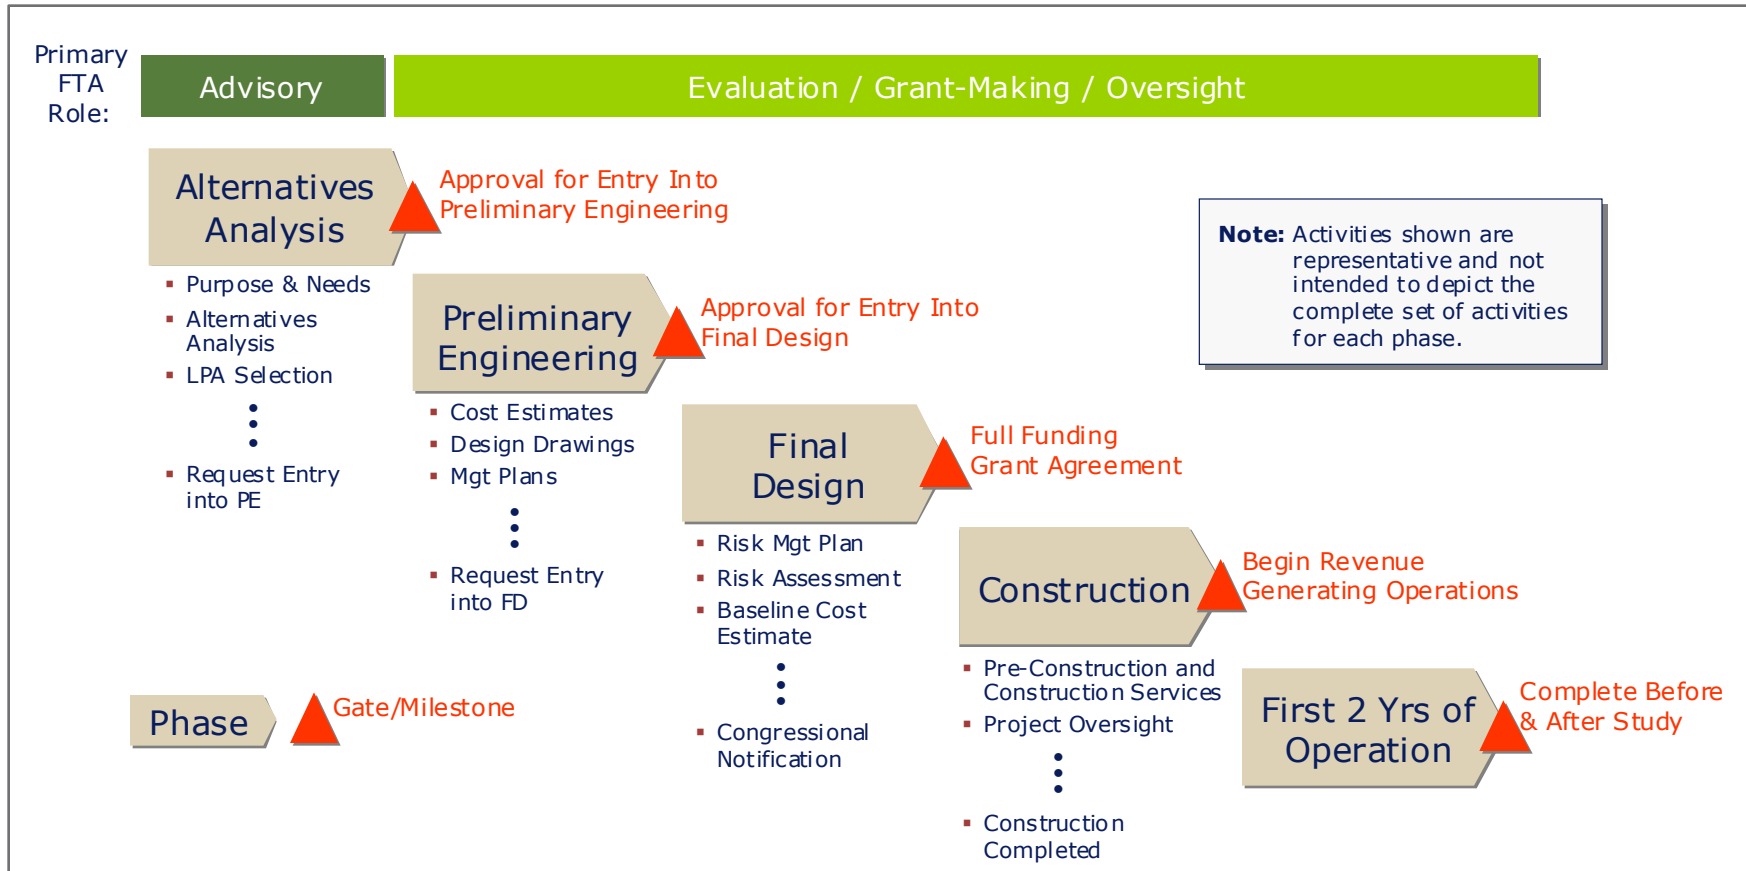 Primary
FTA
Role:
Advisory
Evaluation / Grant-Making / Oversight
Alternatives
Analysis
Approval for Entry Into
Preliminary Engineering
▪ Purpose & Needs
▪ Alternatives
Analysis
▪ LPA Selection
▪ Request Entry
into PE
Preliminary
Engineering
Approval for Entry Into
Final Design
▪ Cost Estimates
▪ Design Drawings
▪ Mgt Plans
▪ Request Entry
into FD
Note: Activities shown are
representative and not
intended to depict the
complete set of activities
for each phase.
Final
Design
Full Funding
Grant Agreement
▪ Risk Mgt Plan
▪ Risk Assessment
▪ Baseline Cost
Estimate
▪ Congressional
Notification
Construction
Begin Revenue
Generating Operations
▪ Pre-Construction and
Construction Services
▪ Project Oversight
▪ Construction
Completed
First 2 Yrs of
Operation
Complete Before
& After Study
Phase
Gate/Milestone